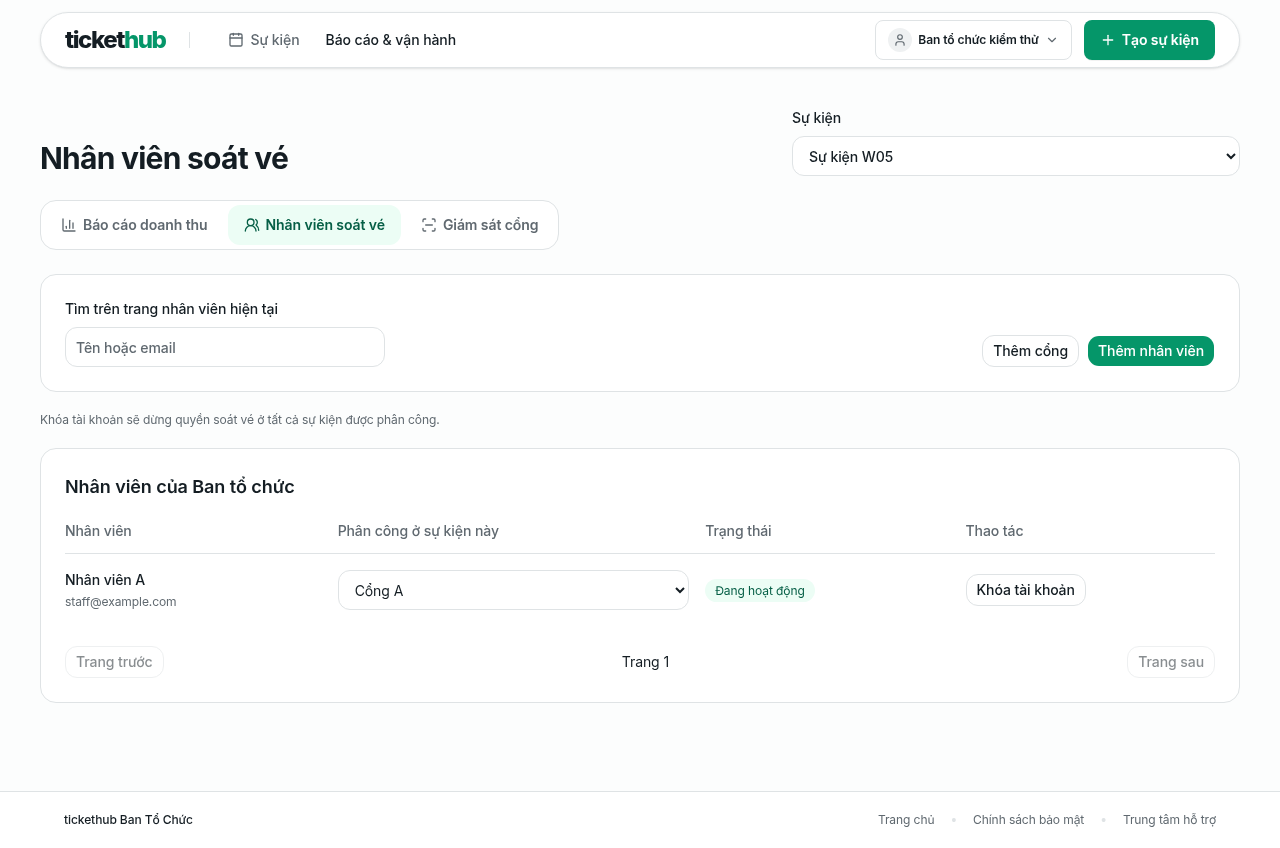 tickethub
Sự kiện
Báo cáo & vận hành
Ban tổ chức kiểm thử
Tạo sự kiện
Nhân viên soát vé
Sự kiện
Sự kiện W05
Báo cáo doanh thu
Nhân viên soát vé
Giám sát cổng
Tìm trên trang nhân viên hiện tại
Tên hoặc email
Thêm cổng
Thêm nhân viên
Khóa tài khoản sẽ dừng quyền soát vé ở tất cả sự kiện được phân công.
Nhân viên của Ban tổ chức
Nhân viên
Phân công ở sự kiện này
Trạng thái
Thao tác
Nhân viên A
staff@example.com
Cổng A
Đang hoạt động
Khóa tài khoản
Trang trước
Trang 1
Trang sau
tickethub Ban Tổ Chức
Trang chủ
Chính sách bảo mật
Trung tâm hỗ trợ